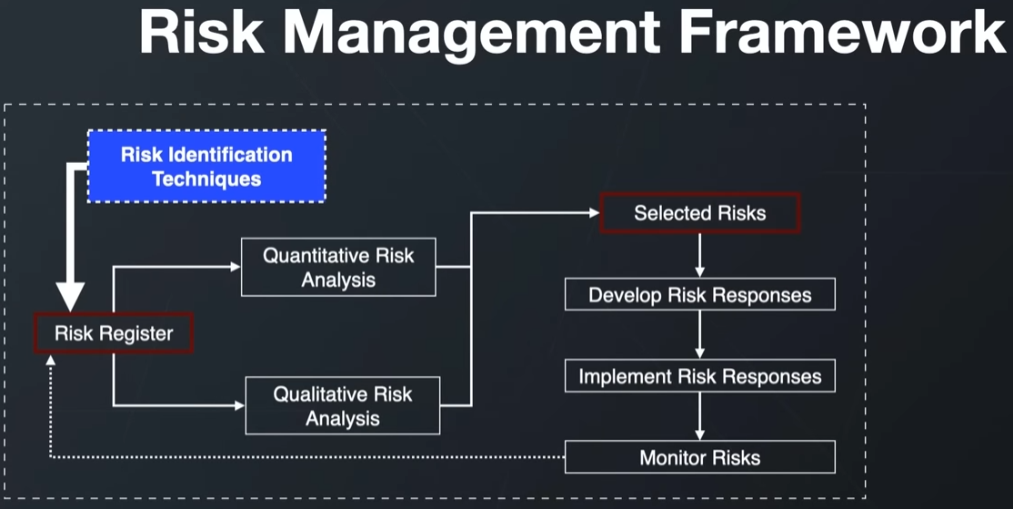 Risk Management Framework
Risk Identification
Techniques
Quantitative Risk
Analysis
Selected Risks
Develop Risk Responses
Risk Register
Implement Risk Responses
Qualitative Risk
Analysis
Monitor Risks